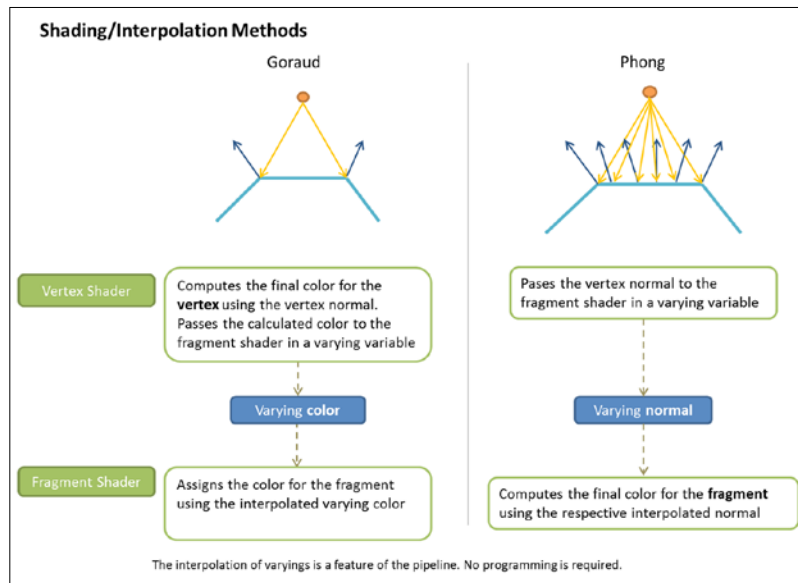 Shading/Interpolation Methods
Goraud
Phong
Vertex Shader
Computes the final color for the
vertex using the vertex normal.
Passes the calculated color to the
fragment shader in a varying variable
Pases the vertex normal to the
fragment shader in a varying variable
Varying color
Varying normal
Fragment Shader
Assigns the color for the fragment
using the interpolated varying color
Computes the final color for the fragment
using the respective interpolated normal
The interpolation of varyings is a feature of the pipeline. No programming is required.